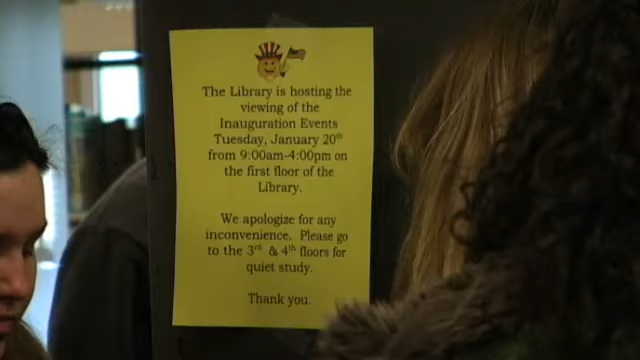 The Library is hosting the
viewing of the
Inauguration Events
Tuesday, January 20th
from 9:00am-4:00pm on
the first floor of the
Library.
We apologize for any
inconvenience. Please go
to the 3rd & 4th floors for
quiet study.
Thank you.